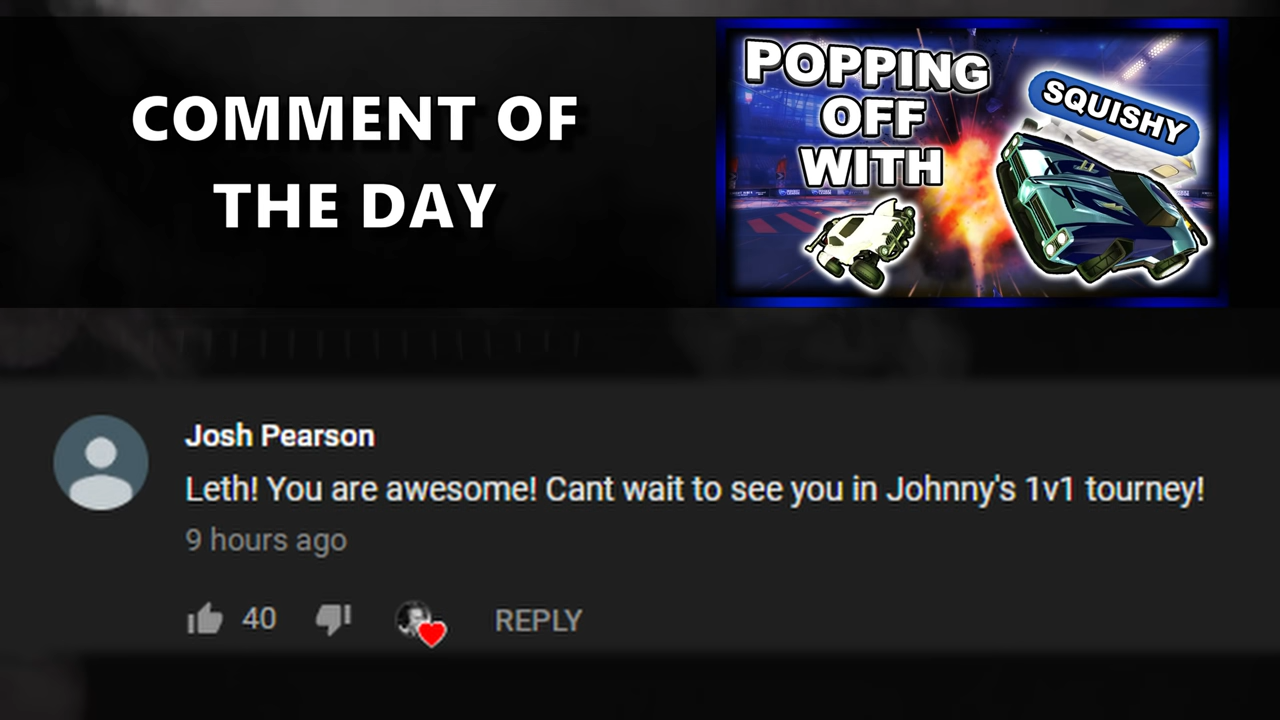 COMMENT OF
THE DAY
POPPING
OFF
WITH
SQUISHY
Josh Pearson
Leth! You are awesome! Cant wait to see you in Johnny's 1v1 tourney!
9 hours ago
40
REPLY